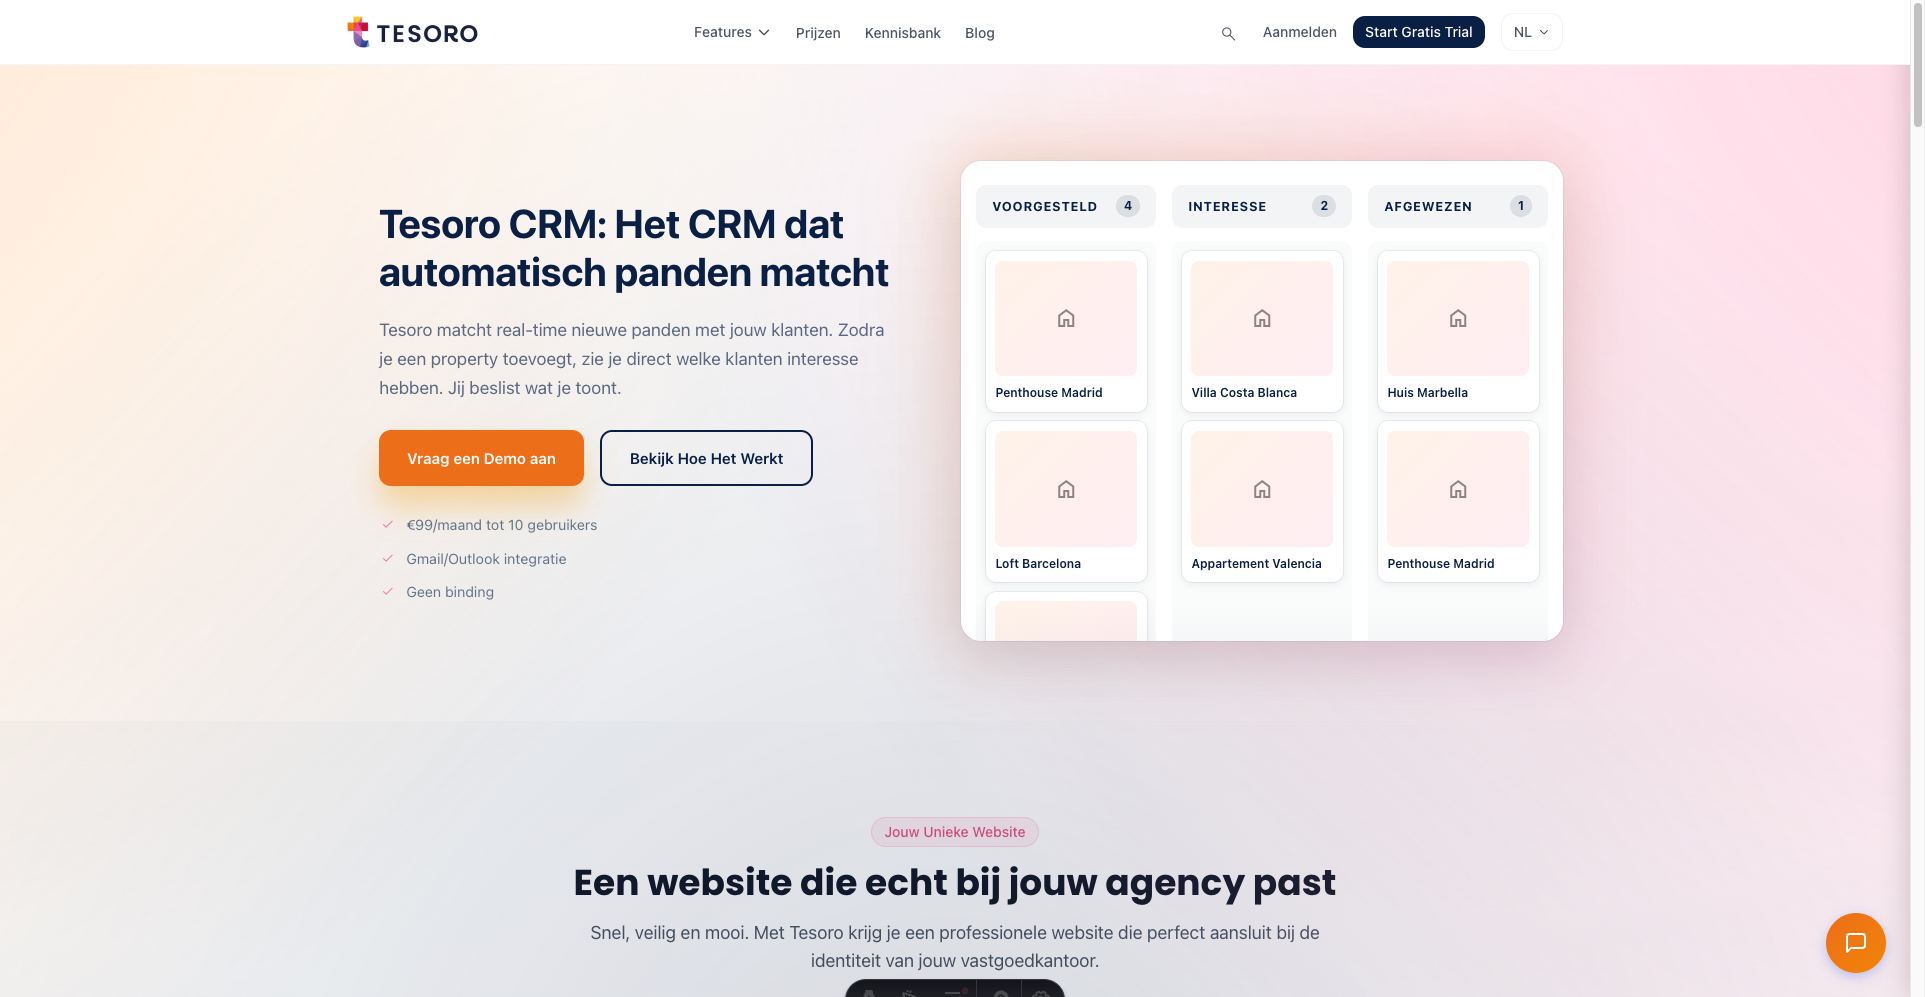 TESORO
Features
Prijzen
Kennisbank
Blog
Aanmelden
Start Gratis Trial
NL
Tesoro CRM: Het CRM dat
automatisch panden matcht
Tesoro matcht real-time nieuwe panden met jouw klanten. Zodra
je een property toevoegt, zie je direct welke klanten interesse
hebben. Jij beslist wat je toont.
Vraag een Demo aan
Bekijk Hoe Het Werkt
€99/maand tot 10 gebruikers
Gmail/Outlook integratie
Geen binding
VOORGESTELD 4
Penthouse Madrid
Loft Barcelona
INTERESSE 2
Villa Costa Blanca
Appartement Valencia
AFGEWEZEN 1
Huis Marbella
Penthouse Madrid
Jouw Unieke Website
Een website die echt bij jouw agency past
Snel, veilig en mooi. Met Tesoro krijg je een professionele website die perfect aansluit bij de
identiteit van jouw vastgoedkantoor.